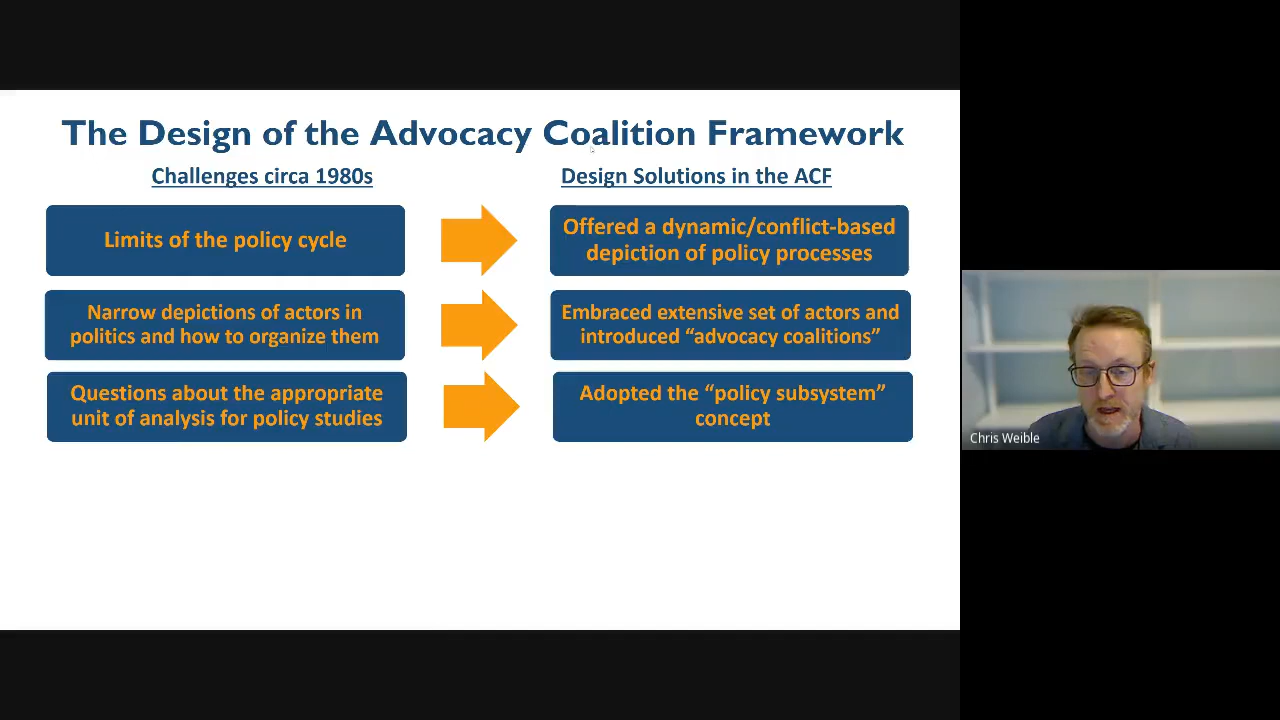 The Design of the Advocacy Coalition Framework
Challenges circa 1980s
Design Solutions in the ACF
Limits of the policy cycle
Offered a dynamic/conflict-based
depiction of policy processes
Narrow depictions of actors in
politics and how to organize them
Embraced extensive set of actors and
introduced “advocacy coalitions”
Questions about the appropriate
unit of analysis for policy studies
Adopted the “policy subsystem”
concept
Chris Weible